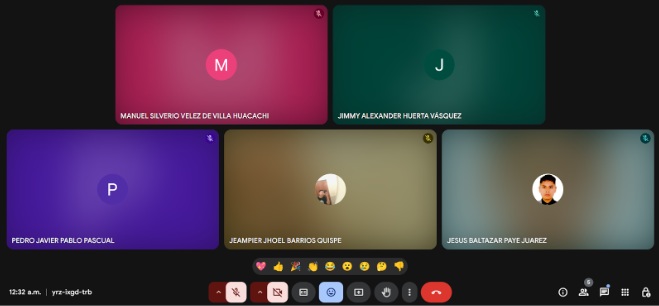 M
MANUEL SILVERIO VELEZ DE VILLA HUACACHI
J
JIMMY ALEXANDER HUERTA VÁSQUEZ
P
PEDRO JAVIER PABLO PASCUAL
JEAMPIER JHOEL BARRIOS QUISPE
JESUS BALTAZAR PAYE JUAREZ
12:32 a.m. | yrz-ixgd-trb
5